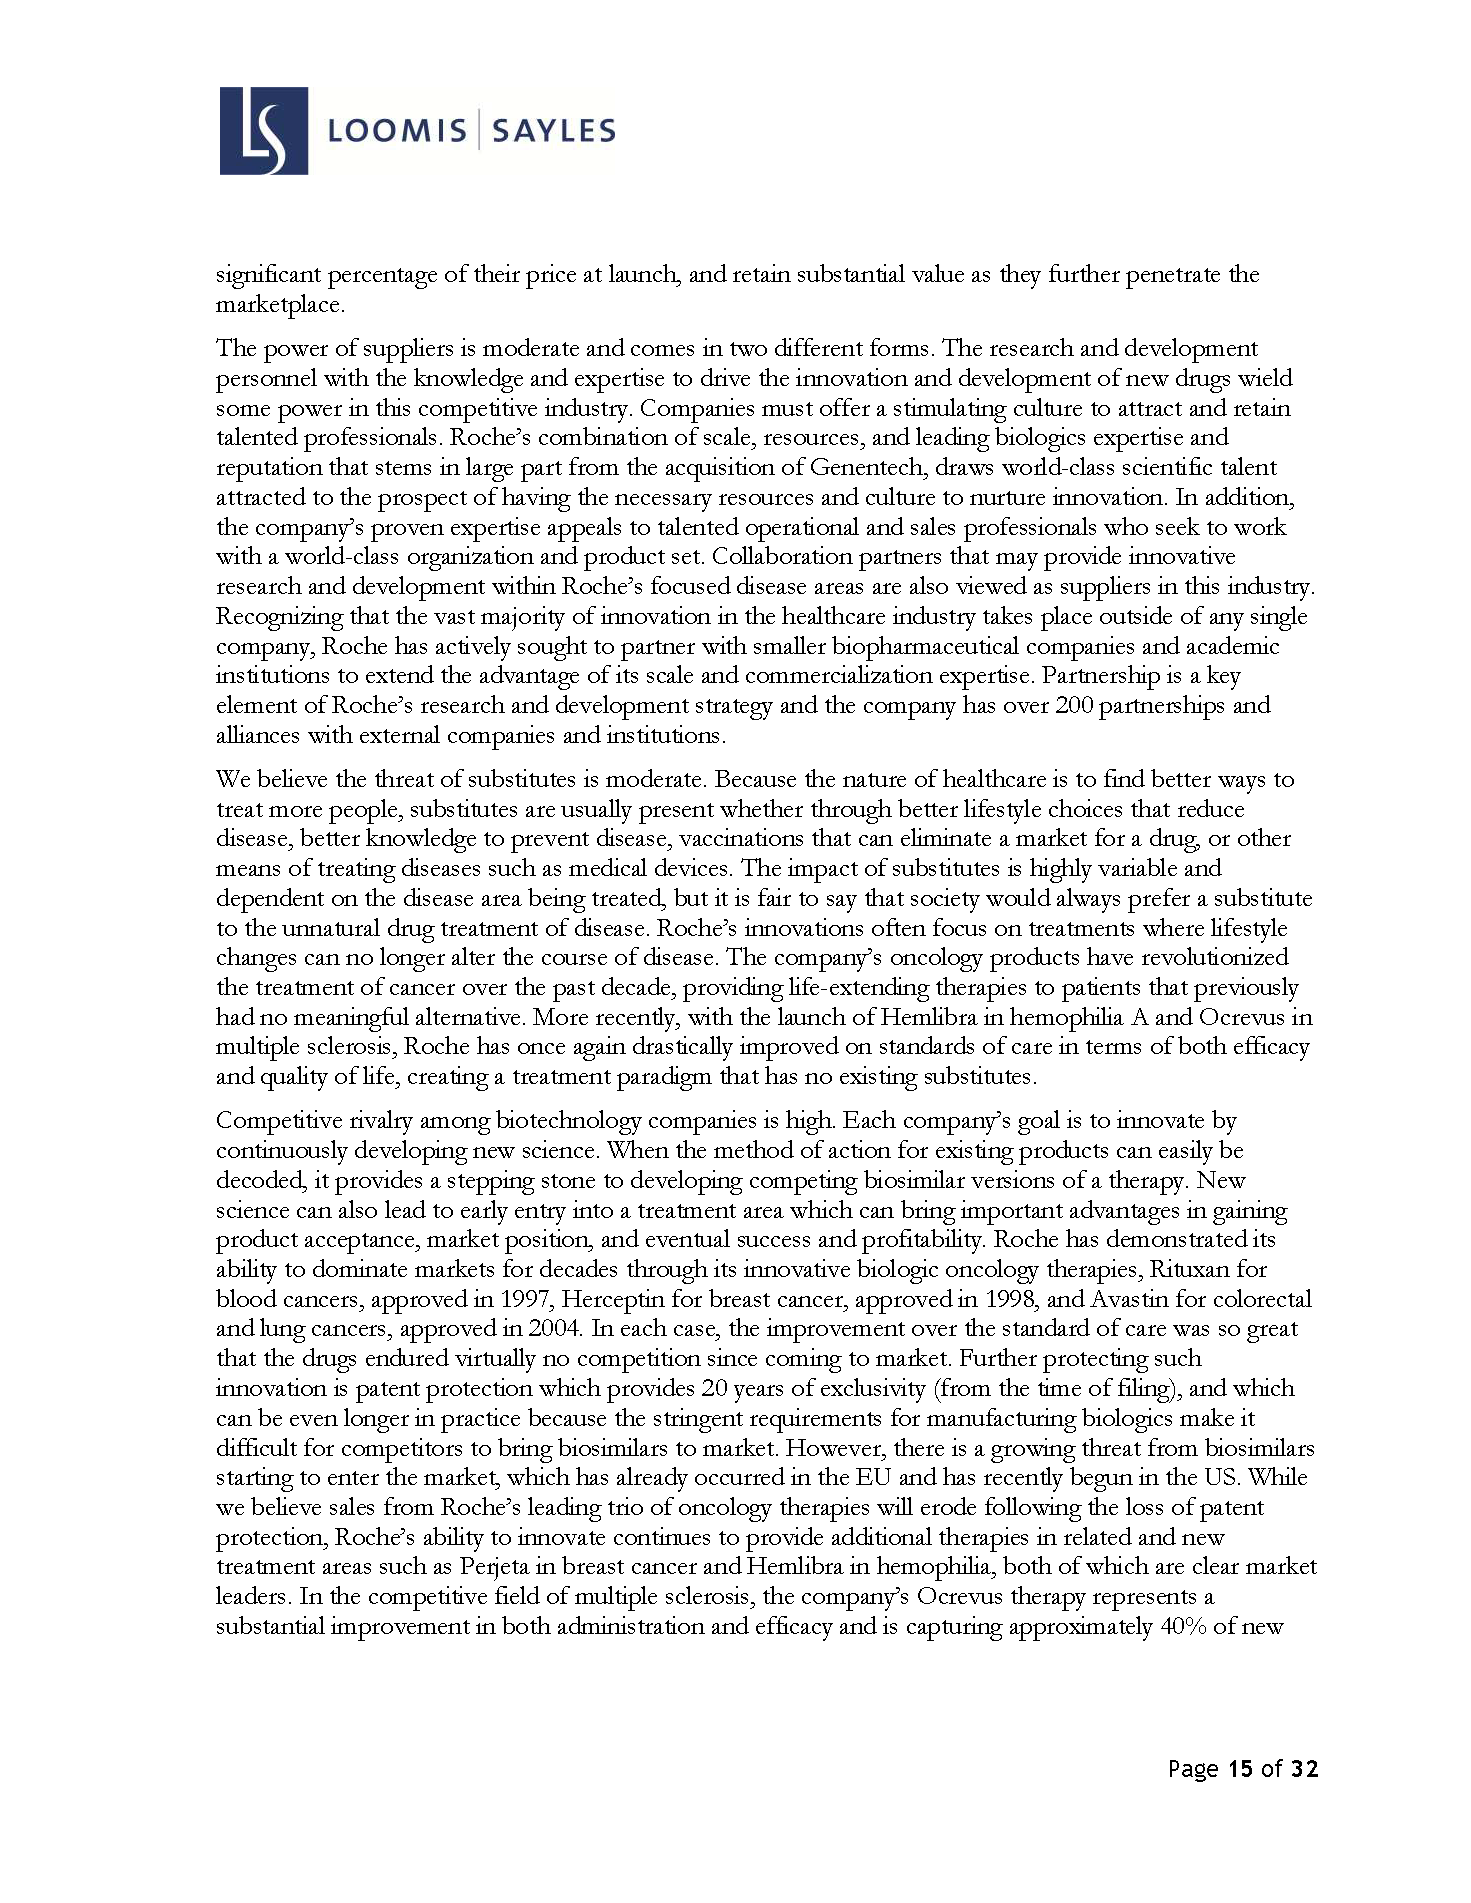 LS LOOMIS | SAYLES
significant percentage of their price at launch, and retain substantial value as they further penetrate the
marketplace.
The power of suppliers is moderate and comes in two different forms. The research and development
personnel with the knowledge and expertise to drive the innovation and development of new drugs wield
some power in this competitive industry. Companies must offer a stimulating culture to attract and retain
talented professionals. Roche’s combination of scale, resources, and leading biologics expertise and
reputation that stems in large part from the acquisition of Genentech, draws world-class scientific talent
attracted to the prospect of having the necessary resources and culture to nurture innovation. In addition,
the company’s proven expertise appeals to talented operational and sales professionals who seek to work
with a world-class organization and product set. Collaboration partners that may provide innovative
research and development within Roche’s focused disease areas are also viewed as suppliers in this industry.
Recognizing that the vast majority of innovation in the healthcare industry takes place outside of any single
company, Roche has actively sought to partner with smaller biopharmaceutical companies and academic
institutions to extend the advantage of its scale and commercialization expertise. Partnership is a key
element of Roche’s research and development strategy and the company has over 200 partnerships and
alliances with external companies and institutions.
We believe the threat of substitutes is moderate. Because the nature of healthcare is to find better ways to
treat more people, substitutes are usually present whether through better lifestyle choices that reduce
disease, better knowledge to prevent disease, vaccinations that can eliminate a market for a drug, or other
means of treating diseases such as medical devices. The impact of substitutes is highly variable and
dependent on the disease area being treated, but it is fair to say that society would always prefer a substitute
to the unnatural drug treatment of disease. Roche’s innovations often focus on treatments where lifestyle
changes can no longer alter the course of disease. The company’s oncology products have revolutionized
the treatment of cancer over the past decade, providing life-extending therapies to patients that previously
had no meaningful alternative. More recently, with the launch of Hemlibra in hemophilia A and Ocrevus in
multiple sclerosis, Roche has once again drastically improved on standards of care in terms of both efficacy
and quality of life, creating a treatment paradigm that has no existing substitutes.
Competitive rivalry among biotechnology companies is high. Each company’s goal is to innovate by
continuously developing new science. When the method of action for existing products can easily be
decoded, it provides a stepping stone to developing competing biosimilar versions of a therapy. New
science can also lead to early entry into a treatment area which can bring important advantages in gaining
product acceptance, market position, and eventual success and profitability. Roche has demonstrated its
ability to dominate markets for decades through its innovative biologic oncology therapies, Rituxan for
blood cancers, approved in 1997, Herceptin for breast cancer, approved in 1998, and Avastin for colorectal
and lung cancers, approved in 2004. In each case, the improvement over the standard of care was so great
that the drugs endured virtually no competition since coming to market. Further protecting such
innovation is patent protection which provides 20 years of exclusivity (from the time of filing), and which
can be even longer in practice because the stringent requirements for manufacturing biologics make it
difficult for competitors to bring biosimilars to market. However, there is a growing threat from biosimilars
starting to enter the market, which has already occurred in the EU and has recently begun in the US. While
we believe sales from Roche’s leading trio of oncology therapies will erode following the loss of patent
protection, Roche’s ability to innovate continues to provide additional therapies in related and new
treatment areas such as Perjeta in breast cancer and Hemlibra in hemophilia, both of which are clear market
leaders. In the competitive field of multiple sclerosis, the company’s Ocrevus therapy represents a
substantial improvement in both administration and efficacy and is capturing approximately 40% of new
Page 15 of 32